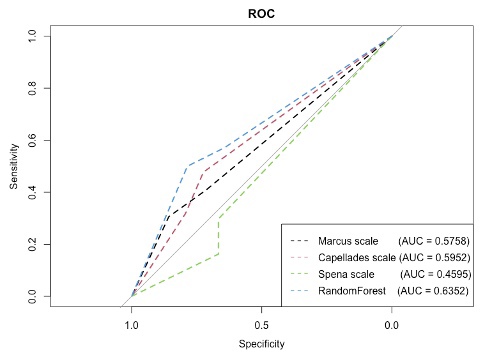 ROC
Sensitivity
1.0
0.8
0.6
0.4
0.2
0.0
Marcus scale (AUC = 0.5758)
Capellades scale (AUC = 0.5952)
Spena scale (AUC = 0.4595)
RandomForest (AUC = 0.6352)
1.0 0.5 0.0
Specificity